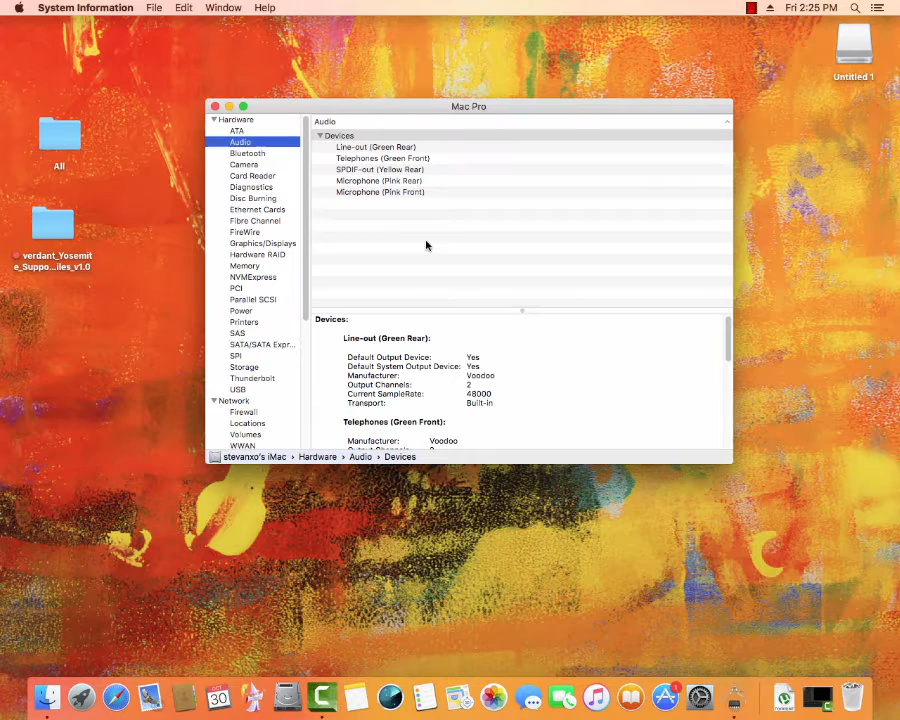 System Information File Edit Window Help
Fri 2:25 PM
Untitled 1
All
verdant_Yosemit
e_Suppo...iles_v1.0
Mac Pro
Hardware
ATA
Audio
Bluetooth
Camera
Card Reader
Diagnostics
Disc Burning
Ethernet Cards
Fibre Channel
FireWire
Graphics/Displays
Hardware RAID
Memory
NVMExpress
PCI
Parallel SCSI
Power
Printers
SAS
SATA/SATA Expr...
SPI
Storage
Thunderbolt
USB
Network
Firewall
Locations
Volumes
WWAN
Audio
Devices
Line-out (Green Rear)
Telephones (Green Front)
SPDIF-out (Yellow Rear)
Microphone (Pink Rear)
Microphone (Pink Front)
Devices:
Line-out (Green Rear):
Default Output Device: Yes
Default System Output Device: Yes
Manufacturer: Voodoo
Output Channels: 2
Current SampleRate: 48000
Transport: Built-in
Telephones (Green Front):
Manufacturer: Voodoo
stevanxo's iMac › Hardware › Audio › Devices
OCT
30
1
TORRENT